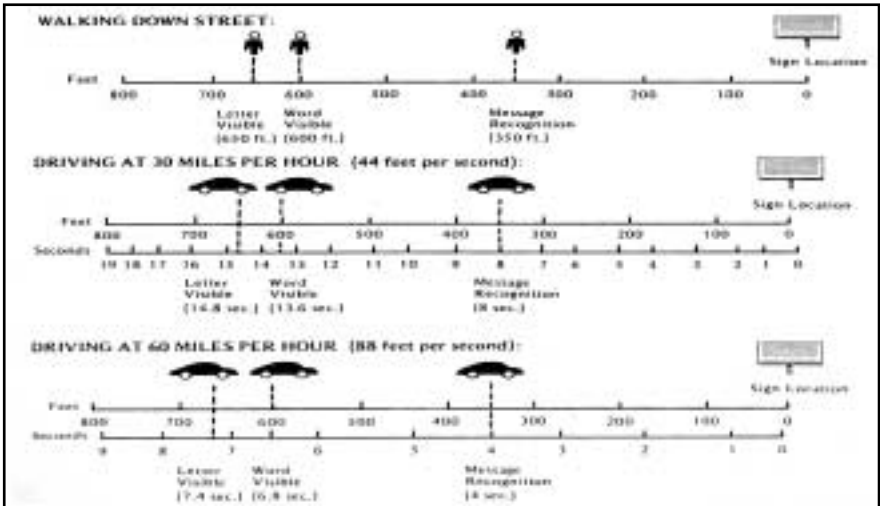 WALKING DOWN STREET:
Sign Location
Feet
800 700 600 500 400 300 200 100 0
Letter Visible (650 ft.)
Word Visible (600 ft.)
Message Recognition (350 ft.)
DRIVING AT 30 MILES PER HOUR (44 feet per second):
Sign Location
Feet
800 700 600 500 400 300 200 100 0
Seconds
19 18 17 16 15 14 13 12 11 10 9 8 7 6 5 4 3 2 1 0
Letter Visible (14.8 sec.)
Word Visible (13.6 sec.)
Message Recognition (8 sec.)
DRIVING AT 60 MILES PER HOUR (88 feet per second):
Sign Location
Feet
800 700 600 500 400 300 200 100 0
Seconds
9 8 7 6 5 4 3 2 1 0
Letter Visible (7.4 sec.)
Word Visible (6.8 sec.)
Message Recognition (4 sec.)